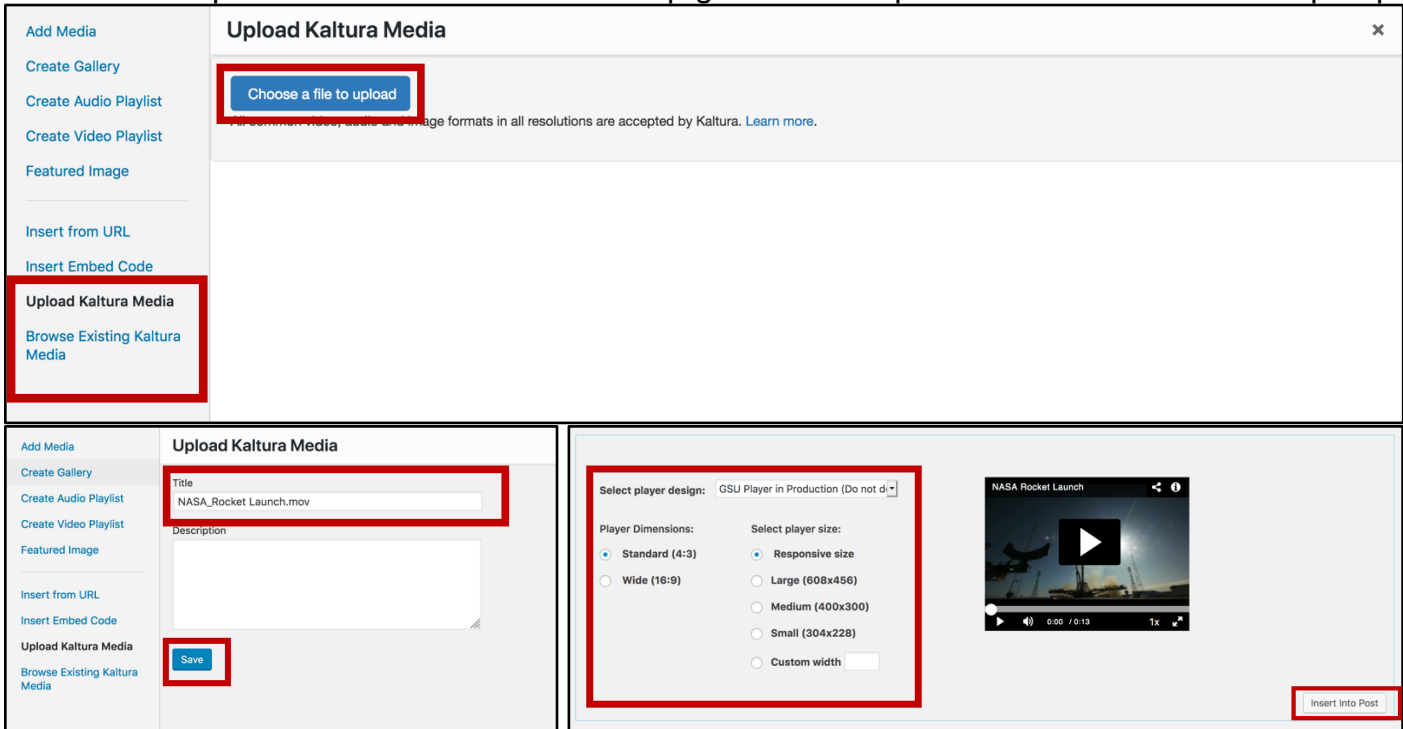 Add Media
Create Gallery
Create Audio Playlist
Create Video Playlist
Featured Image
Insert from URL
Insert Embed Code
Upload Kaltura Media
Browse Existing Kaltura
Media
Upload Kaltura Media
×
Choose a file to upload
All common video, audio and image formats in all resolutions are accepted by Kaltura. Learn more.
Add Media
Create Gallery
Create Audio Playlist
Create Video Playlist
Featured Image
Insert from URL
Insert Embed Code
Upload Kaltura Media
Browse Existing Kaltura
Media
Upload Kaltura Media
Title
NASA_Rocket Launch.mov
Description
Save
Select player design: GSU Player in Production (Do not d
Player Dimensions:
Standard (4:3)
Wide (16:9)
Select player size:
Responsive size
Large (608x456)
Medium (400x300)
Small (304x228)
Custom width
NASA Rocket Launch
0:00 / 0:13
1x
Insert Into Post